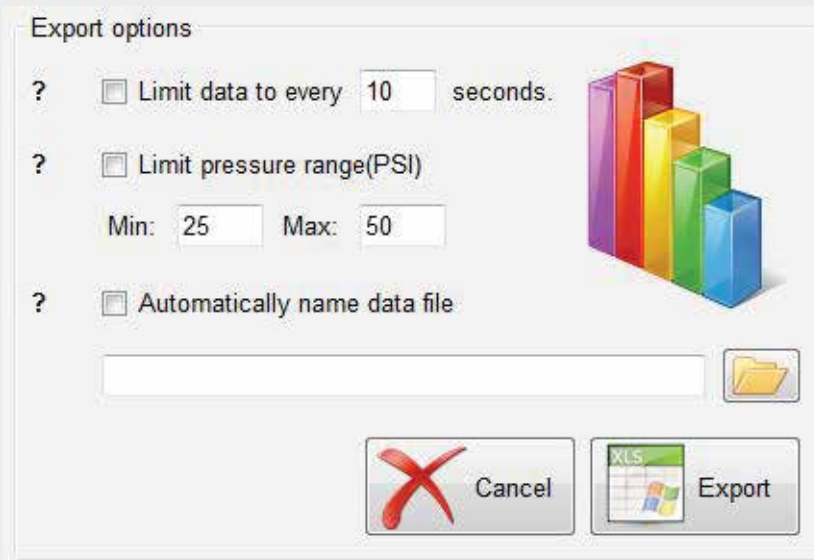 Export options
? Limit data to every 10 seconds.
? Limit pressure range(PSI)
Min: 25 Max: 50
? Automatically name data file
XLS
Cancel Export